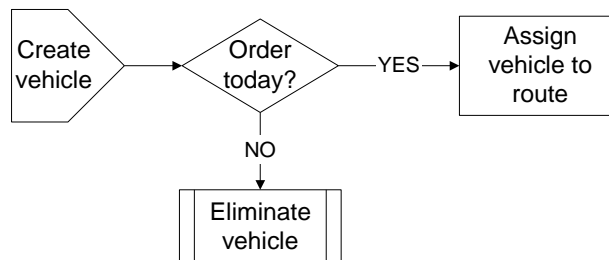 Create
vehicle
Order
today?
YES
Assign
vehicle to
route
NO
Eliminate
vehicle